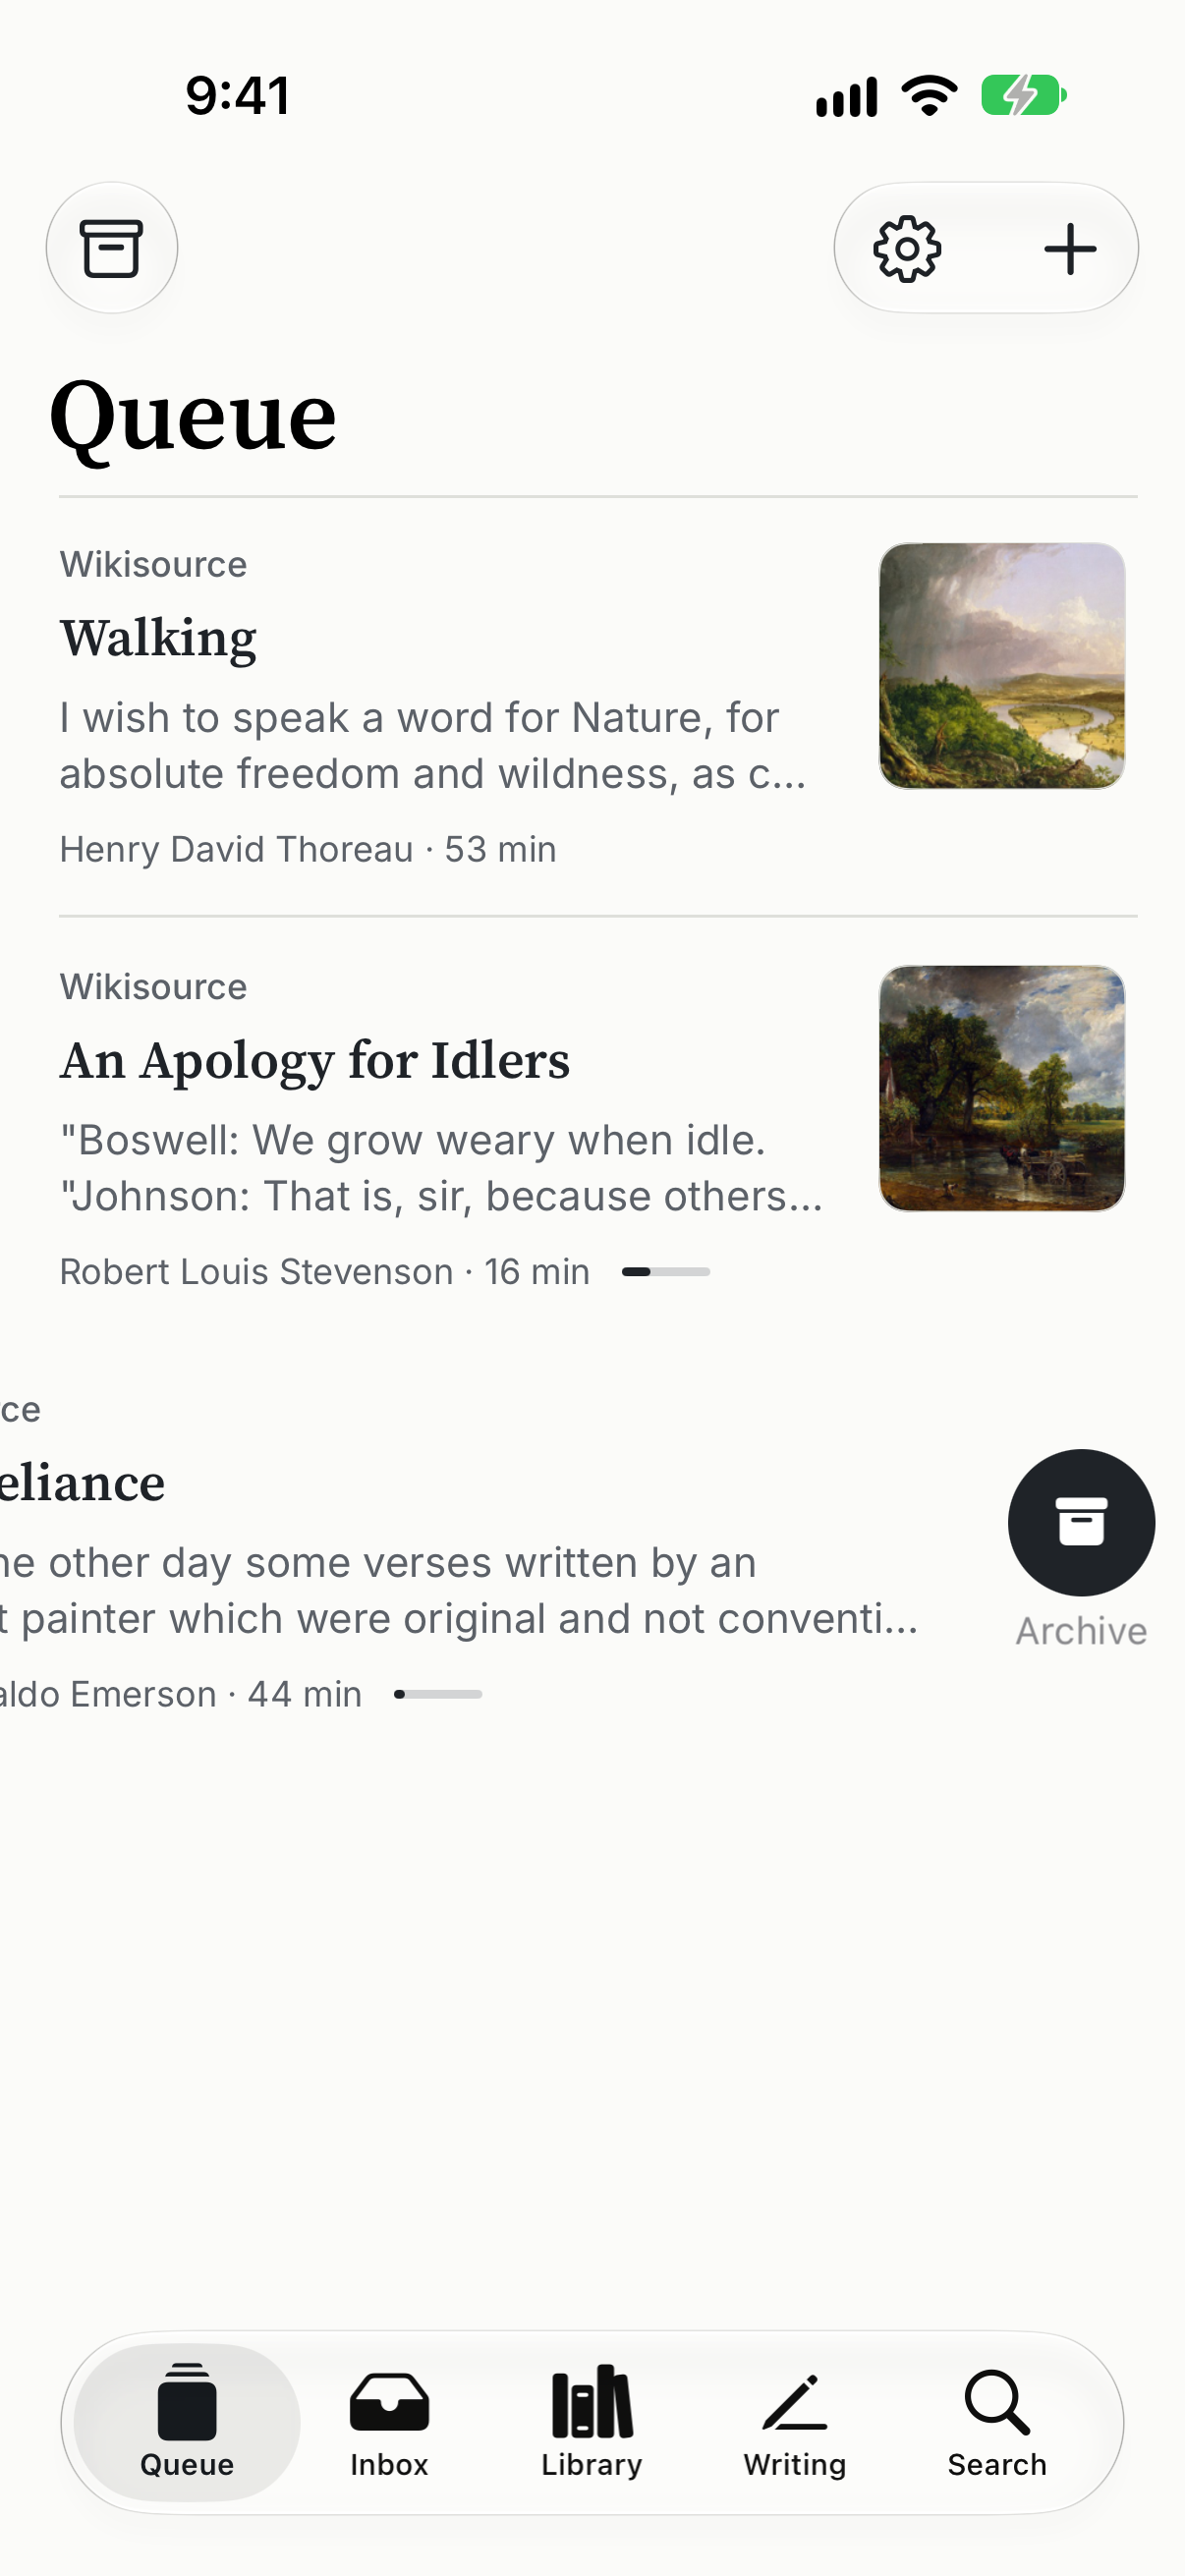 9:41
Queue
Wikisource
Walking
I wish to speak a word for Nature, for
absolute freedom and wildness, as c...
Henry David Thoreau · 53 min
Wikisource
An Apology for Idlers
"Boswell: We grow weary when idle.
"Johnson: That is, sir, because others...
Robert Louis Stevenson · 16 min
rce
eliance
ne other day some verses written by an
t painter which were original and not conventi...
Archive
aldo Emerson · 44 min
Queue
Inbox
Library
Writing
Search